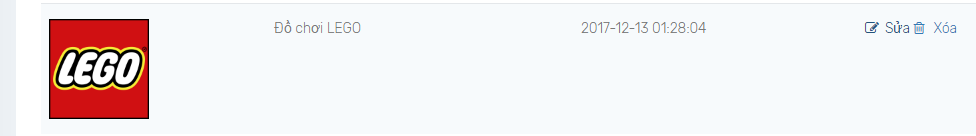 LEGO
Đồ chơi LEGO
2017-12-13 01:28:04
Sửa
Xóa